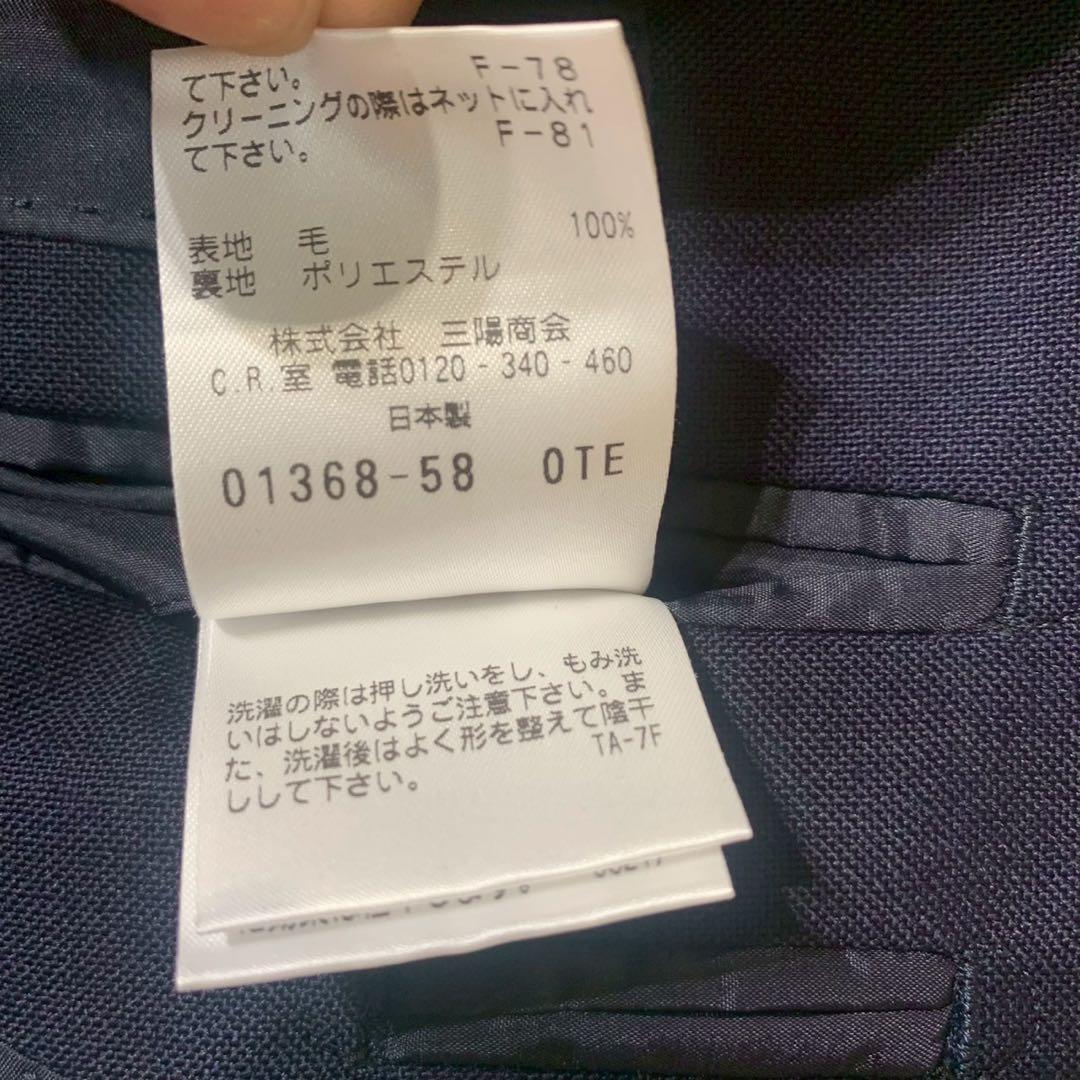 て下さい。 F-78
クリーニングの際はネットに入れ
て下さい。 F-81
表地 毛 100%
裏地 ポリエステル
株式会社 三陽商会
C.R.室 電話0120-340-460
日本製
01368-58 0TE
洗濯の際は押し洗いをし、もみ洗
いはしないようご注意下さい。ま
た、洗濯後はよく形を整えて陰干
しして下さい。 TA-7F